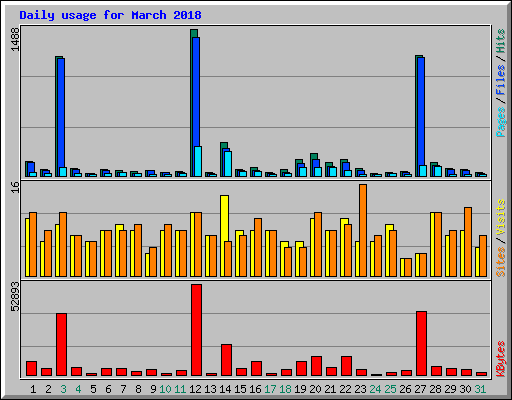 Daily usage for March 2018
1488
Pages/Files/Hits
16
Sites/Visits
52893
KBytes
1 2 3 4 5 6 7 8 9 10 11 12 13 14 15 16 17 18 19 20 21 22 23 24 25 26 27 28 29 30 31